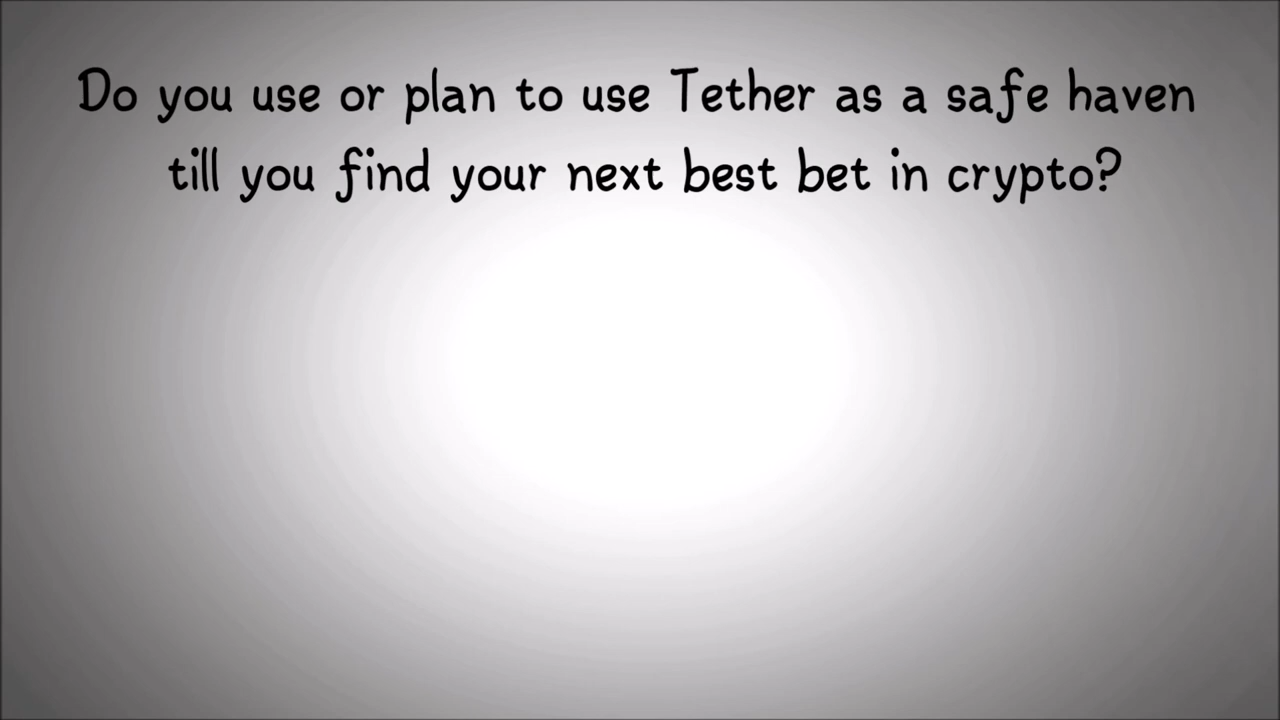 Do you use or plan to use Tether as a safe haven
till you find your next best bet in crypto?